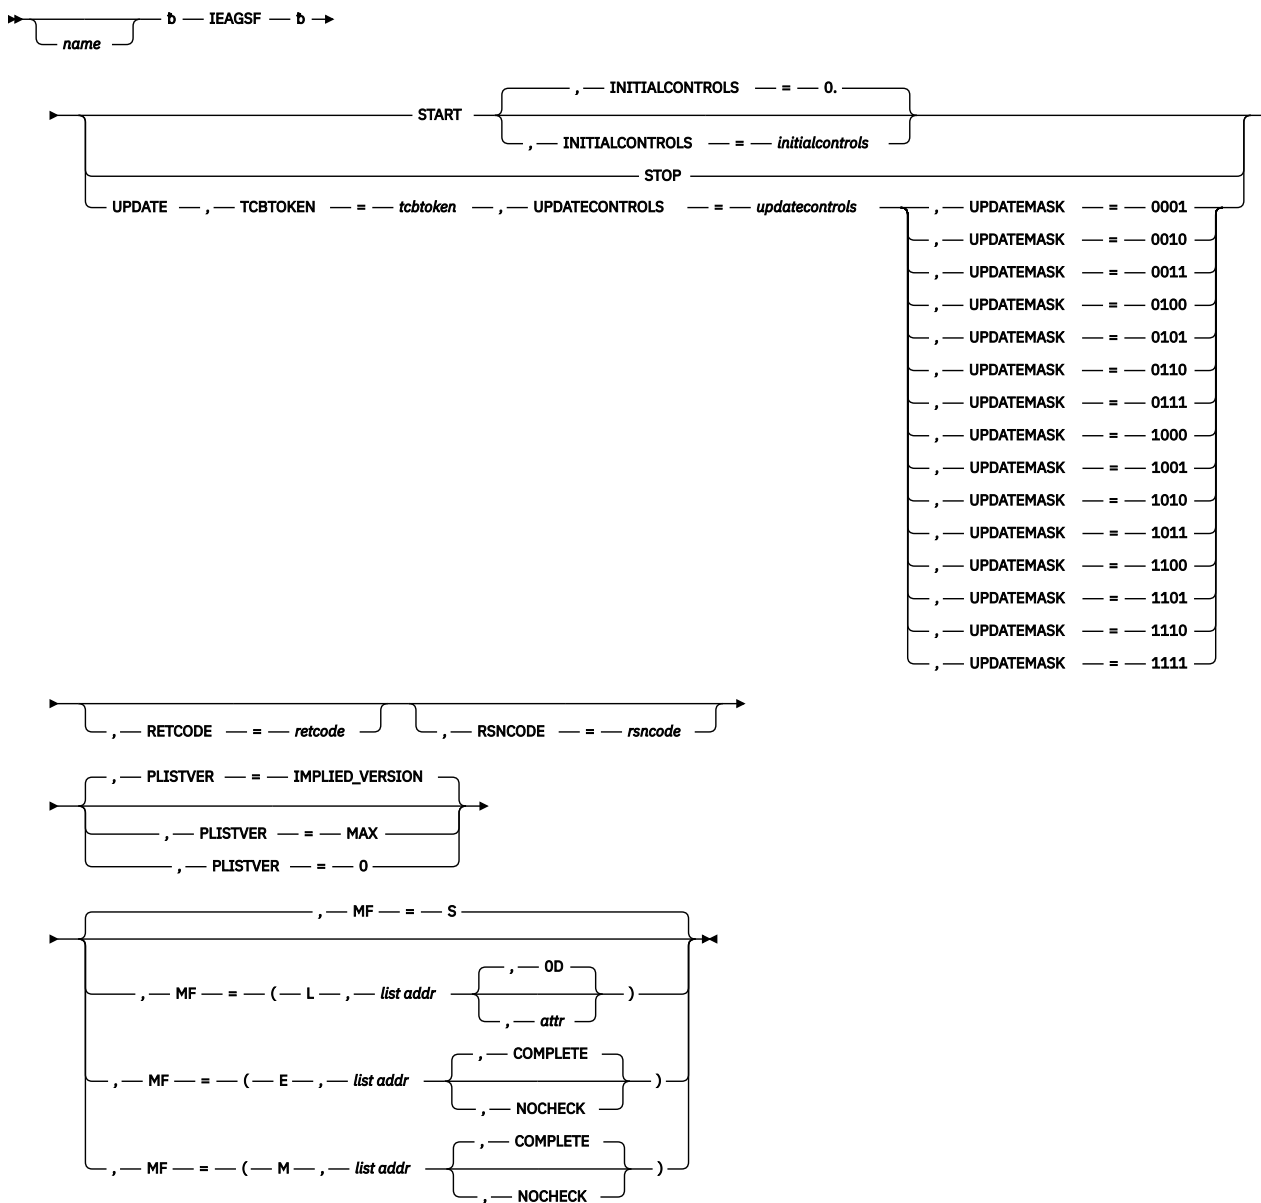 ƀ IEAGSF ƀ
name
, INITIALCONTROLS = 0.
START
, INITIALCONTROLS = initialcontrols
STOP
UPDATE , TCBTOKEN = tcbtoken , UPDATECONTROLS = updatecontrols , UPDATEMASK = 0001
, UPDATEMASK = 0010
, UPDATEMASK = 0011
, UPDATEMASK = 0100
, UPDATEMASK = 0101
, UPDATEMASK = 0110
, UPDATEMASK = 0111
, UPDATEMASK = 1000
, UPDATEMASK = 1001
, UPDATEMASK = 1010
, UPDATEMASK = 1011
, UPDATEMASK = 1100
, UPDATEMASK = 1101
, UPDATEMASK = 1110
, UPDATEMASK = 1111
, RETCODE = retcode , RSNCODE = rsncode
, PLISTVER = IMPLIED_VERSION
, PLISTVER = MAX
, PLISTVER = 0
, MF = S
, 0D
, MF = ( L , list addr )
, attr
, COMPLETE
, MF = ( E , list addr )
, NOCHECK
, COMPLETE
, MF = ( M , list addr )
, NOCHECK